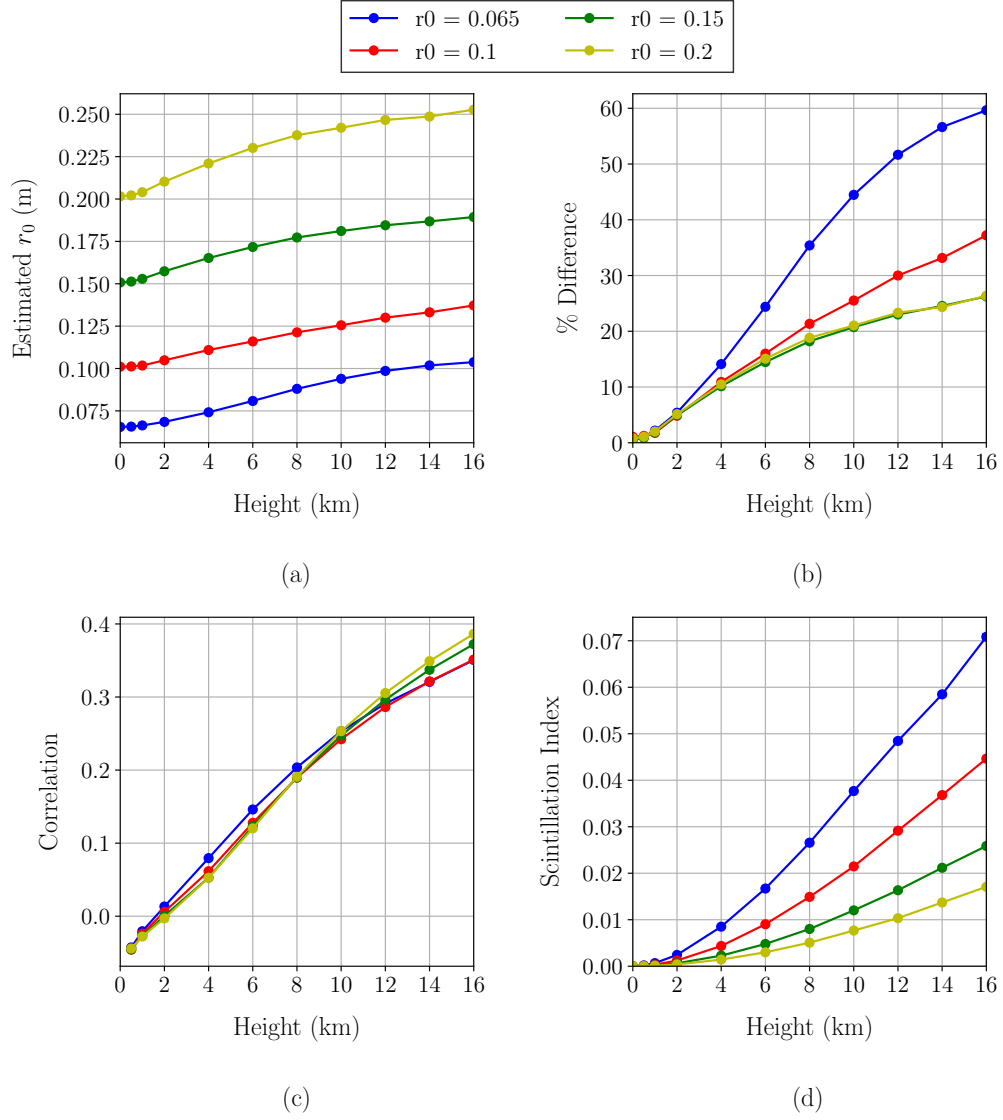 r0 = 0.065
r0 = 0.15
r0 = 0.1
r0 = 0.2
0.250
0.225
0.200
0.175
0.150
0.125
0.100
0.075
Estimated r0 (m)
0 2 4 6 8 10 12 14 16
Height (km)
(a)
60
50
40
30
20
10
0
% Difference
0 2 4 6 8 10 12 14 16
Height (km)
(b)
0.4
0.3
0.2
0.1
0.0
Correlation
0 2 4 6 8 10 12 14 16
Height (km)
(c)
0.07
0.06
0.05
0.04
0.03
0.02
0.01
0.00
Scintillation Index
0 2 4 6 8 10 12 14 16
Height (km)
(d)